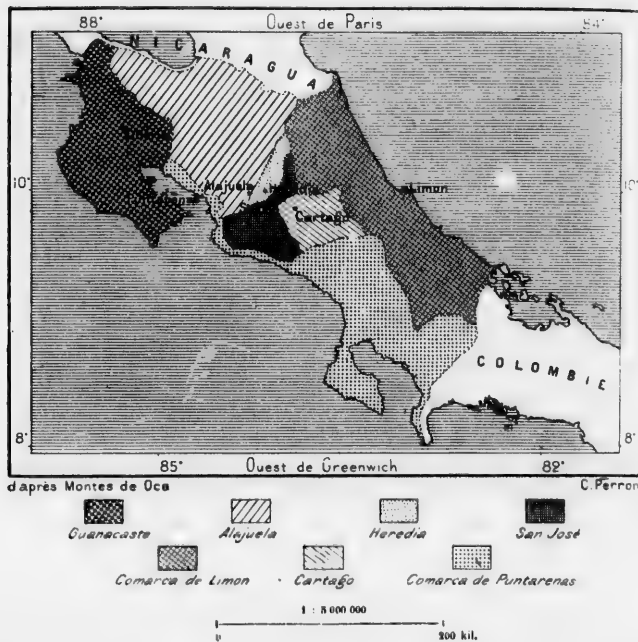 88° Ouest de Paris 84°
NICARAGUA
10° 10°
Alajuela Heredia Limon
Cartago
COLOMBIE
8° 8°
85° Ouest de Greenwich 82°
d'après Montes de Oca C. Perron
Guanacaste Alajuela Heredia San José
Comarca de Limon Cartago Comarca de Puntarenas
1 : 5 000 000
0 200 kil.